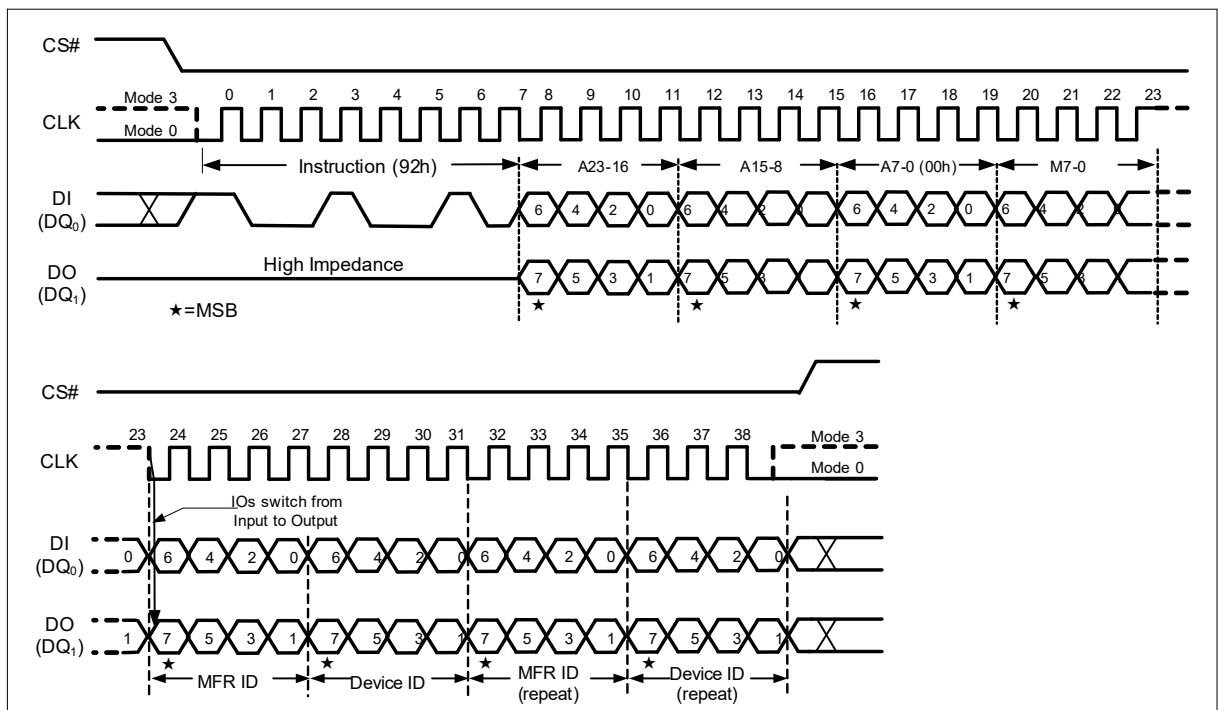 CS#
Mode 3
CLK
Mode 0
0 1 2 3 4 5 6 7 8 9 10 11 12 13 14 15 16 17 18 19 20 21 22 23
Instruction (92h) A23-16 A15-8 A7-0 (00h) M7-0
DI
(DQ0)
6 4 2 0 6 4 2 0 6 4 2 0 6 4 2 0
High Impedance
DO
(DQ1)
7 5 3 1 7 5 3 1 7 5 3 1 7 5 3
★ ★ ★ ★
★=MSB
CS#
23 24 25 26 27 28 29 30 31 32 33 34 35 36 37 38
Mode 3
CLK
Mode 0
IOs switch from
Input to Output
DI
(DQ0)
0 6 4 2 0 6 4 2 0 6 4 2 0 6 4 2 0
DO
(DQ1)
1 7 5 3 1 7 5 3 1 7 5 3 1 7 5 3 1
★ ★ ★ ★
MFR ID Device ID MFR ID
(repeat)
Device ID
(repeat)